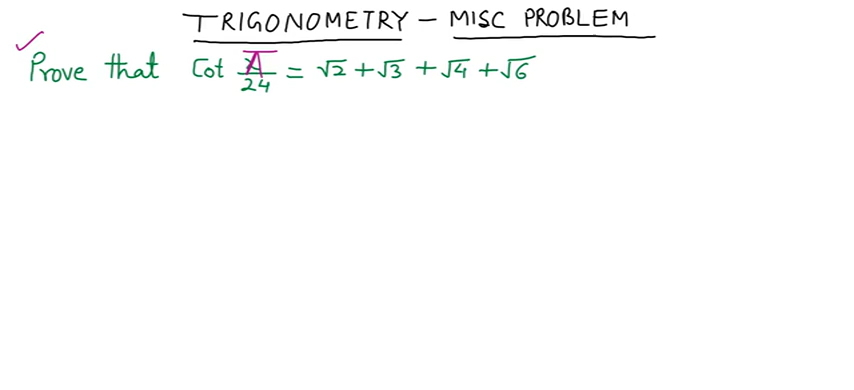 TRIGONOMETRY - MISC PROBLEM
Prove that Cot π/24 = √2 + √3 + √4 + √6